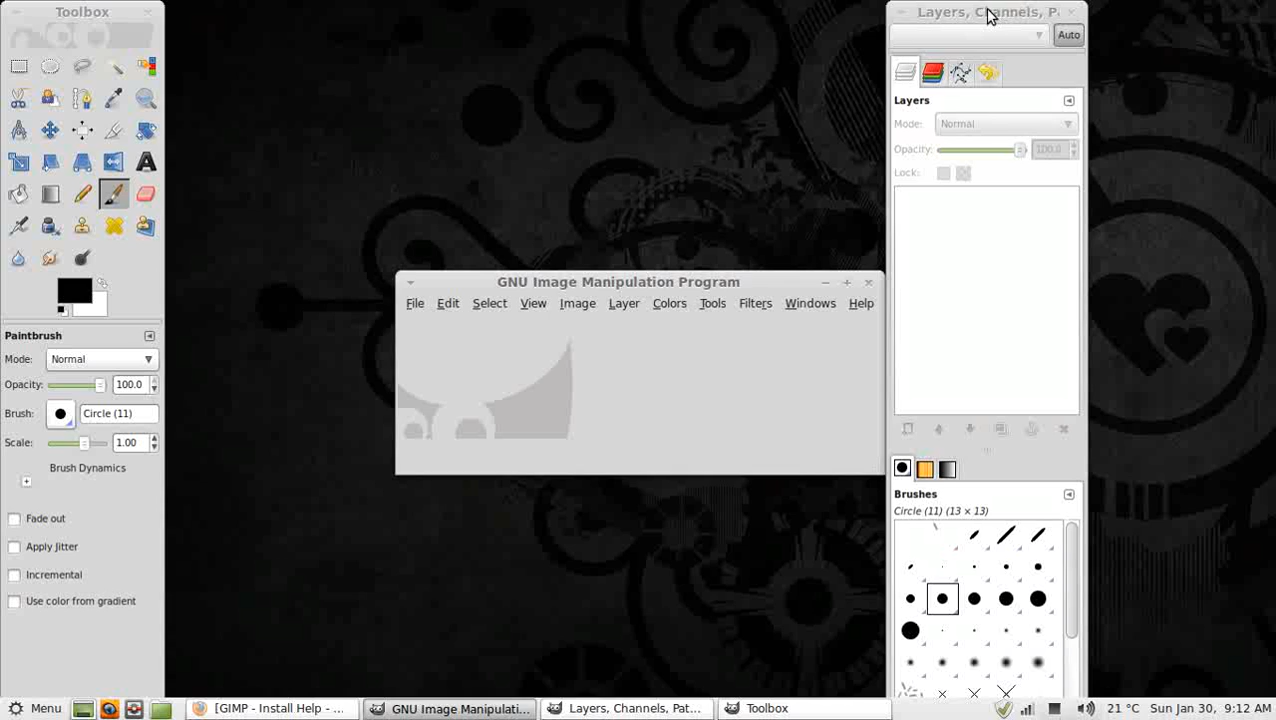 Toolbox
Paintbrush
Mode: Normal
Opacity: 100.0
Brush: Circle (11)
Scale: 1.00
Brush Dynamics
Fade out
Apply Jitter
Incremental
Use color from gradient
GNU Image Manipulation Program
File Edit Select View Image Layer Colors Tools Filters Windows Help
Layers, Channels, P
Auto
Layers
Mode: Normal
Opacity: 100.0
Lock:
Brushes
Circle (11) (13 × 13)
Menu [GIMP - Install Help - ... GNU Image Manipulati... Layers, Channels, Pat... Toolbox 21 °C Sun Jan 30, 9:12 AM